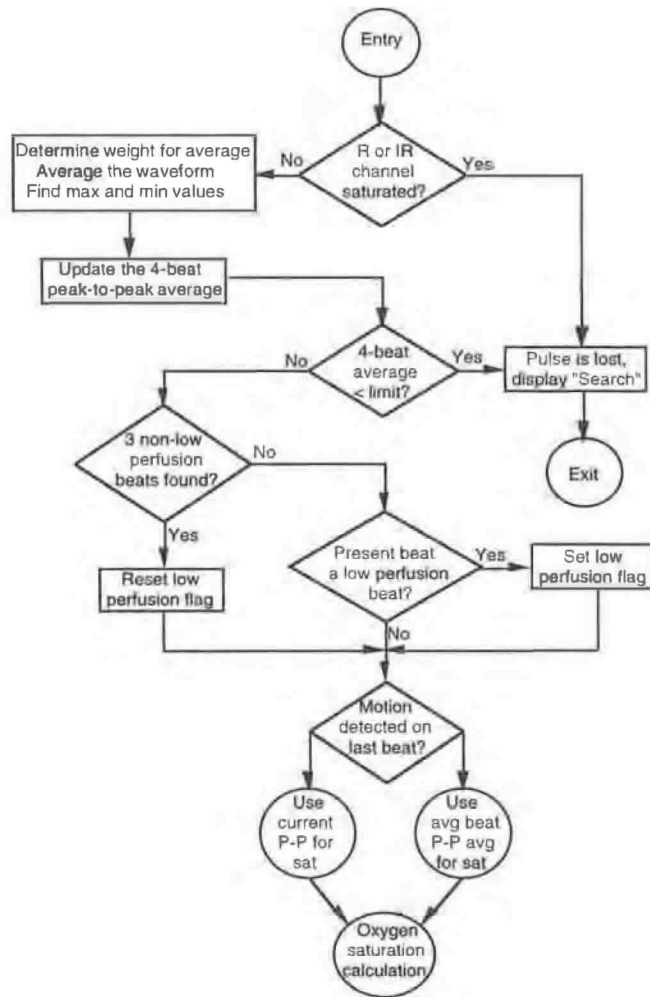 Entry
R or IR
channel
saturated?
No
Yes
Determine weight for average
Average the waveform
Find max and min values
Update the 4-beat
peak-to-peak average
4-beat
average
< limit?
No
Yes
Pulse is lost,
display "Search"
Exit
3 non-low
perfusion
beats found?
No
Yes
Reset low
perfusion flag
Present beat
a low perfusion
beat?
Yes
Set low
perfusion flag
No
Motion
detected on
last beat?
Use
current
P-P for
sat
Use
avg beat
P-P avg
for sat
Oxygen
saturation
calculation